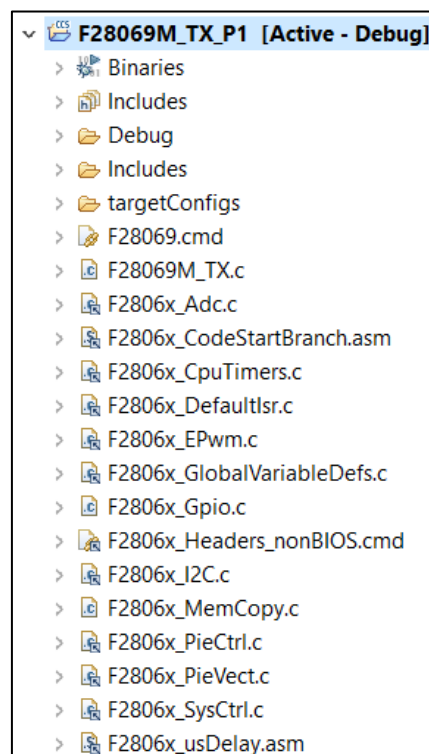 F28069M_TX_P1 [Active - Debug]
Binaries
Includes
Debug
Includes
targetConfigs
F28069.cmd
F28069M_TX.c
F2806x_Adc.c
F2806x_CodeStartBranch.asm
F2806x_CpuTimers.c
F2806x_DefaultIsr.c
F2806x_EPwm.c
F2806x_GlobalVariableDefs.c
F2806x_Gpio.c
F2806x_Headers_nonBIOS.cmd
F2806x_I2C.c
F2806x_MemCopy.c
F2806x_PieCtrl.c
F2806x_PieVect.c
F2806x_SysCtrl.c
F2806x_usDelay.asm